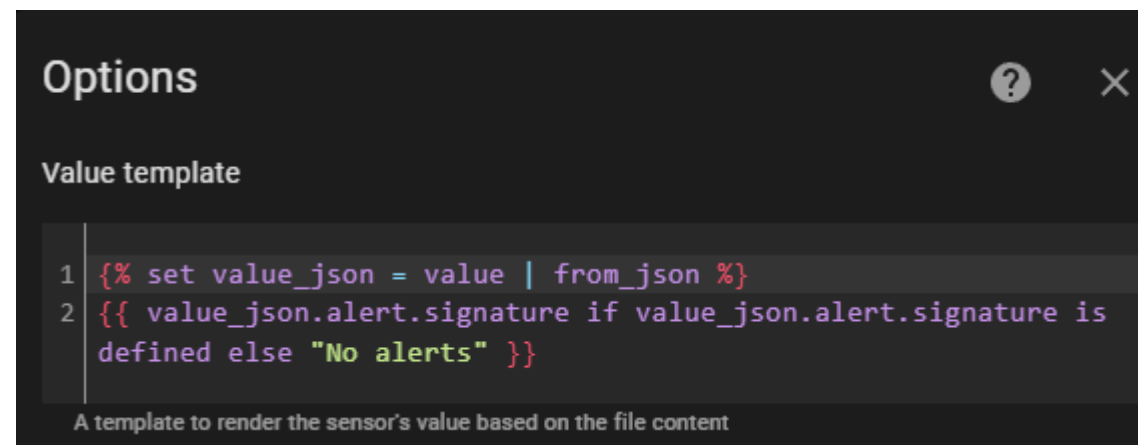 Options
Value template
1 {% set value_json = value | from_json %}
2 {{ value_json.alert.signature if value_json.alert.signature is
defined else "No alerts" }}
A template to render the sensor's value based on the file content